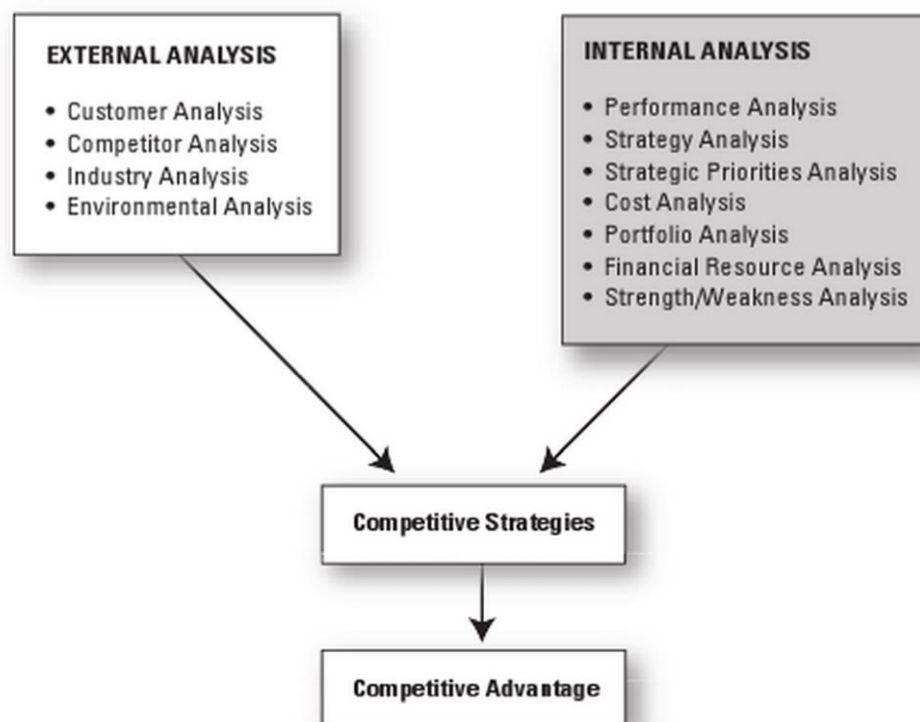 EXTERNAL ANALYSIS
• Customer Analysis
• Competitor Analysis
• Industry Analysis
• Environmental Analysis
INTERNAL ANALYSIS
• Performance Analysis
• Strategy Analysis
• Strategic Priorities Analysis
• Cost Analysis
• Portfolio Analysis
• Financial Resource Analysis
• Strength/Weakness Analysis
Competitive Strategies
Competitive Advantage